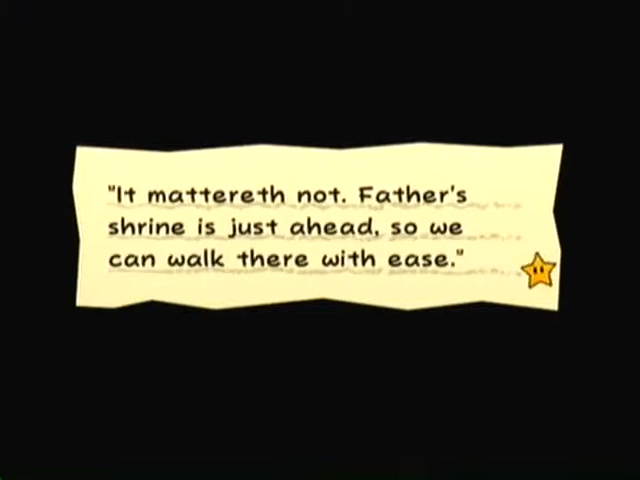 "It mattereth not. Father's
shrine is just ahead, so we
can walk there with ease."